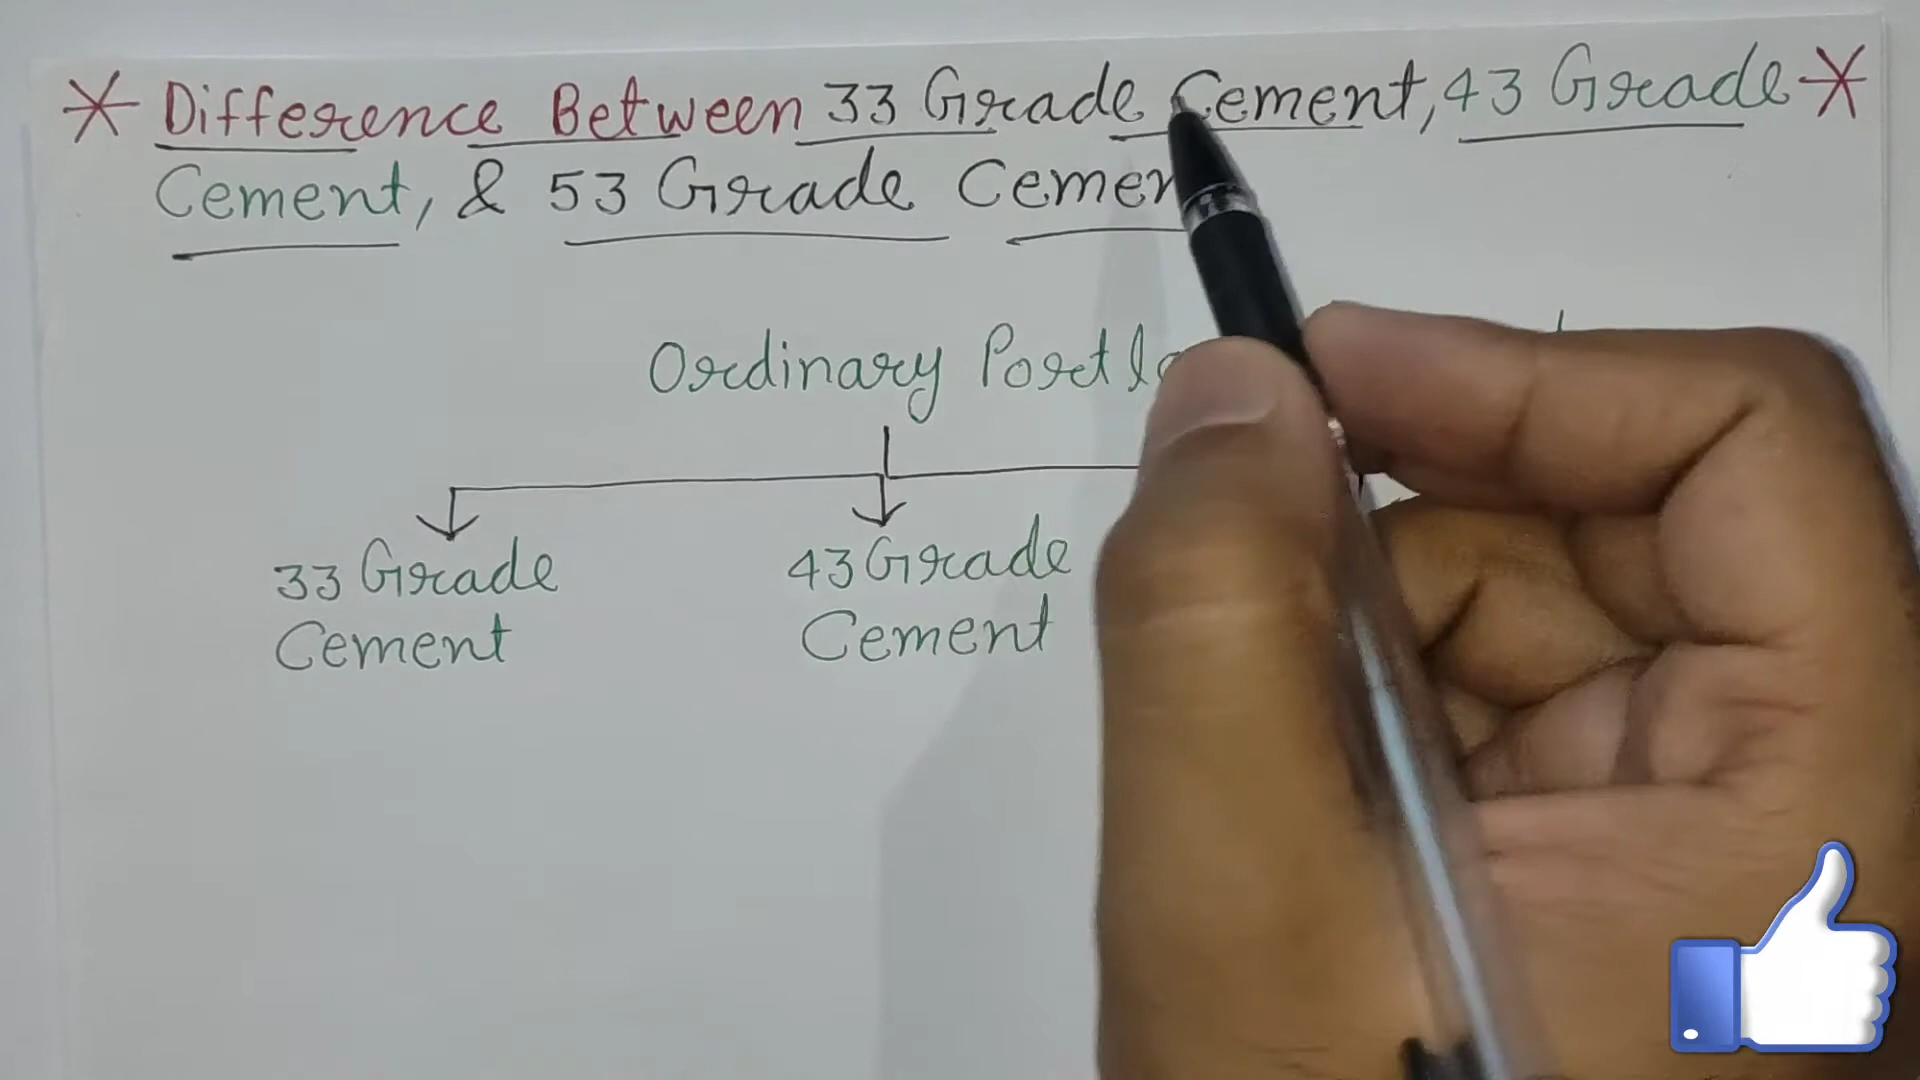 * Difference Between 33 Grade Cement, 43 Grade *
Cement, & 53 Grade
Ordinary
33 Grade
Cement
43 Grade
Cement